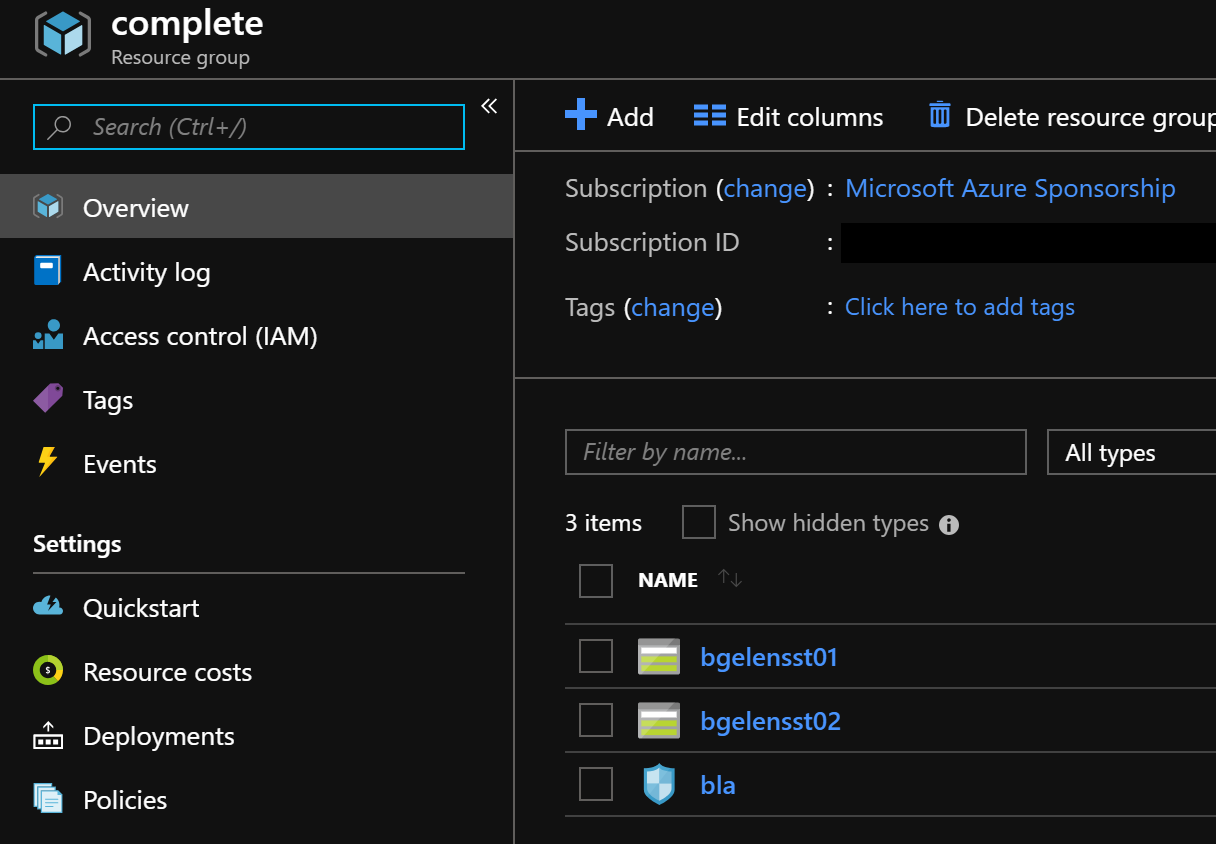 complete
Resource group
Search (Ctrl+/)
Overview
Activity log
Access control (IAM)
Tags
Events
Settings
Quickstart
Resource costs
Deployments
Policies
Add Edit columns Delete resource group
Subscription (change) : Microsoft Azure Sponsorship
Subscription ID :
Tags (change) : Click here to add tags
Filter by name... All types
3 items Show hidden types
NAME
bgelensst01
bgelensst02
bla